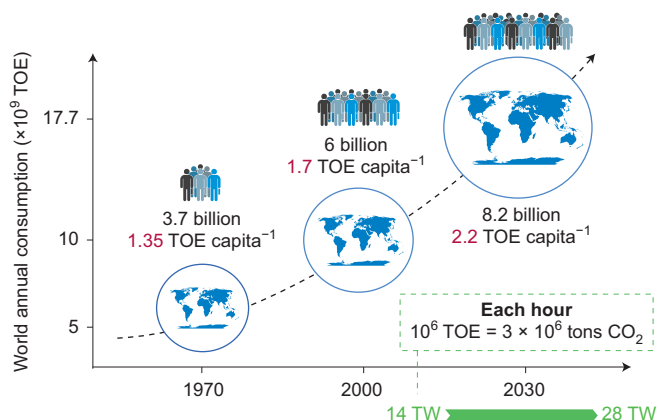 World annual consumption (×10⁹ TOE)
17.7
10
5
3.7 billion
1.35 TOE capita⁻¹
6 billion
1.7 TOE capita⁻¹
8.2 billion
2.2 TOE capita⁻¹
Each hour
10⁶ TOE = 3 × 10⁶ tons CO₂
1970
2000
2030
14 TW
28 TW